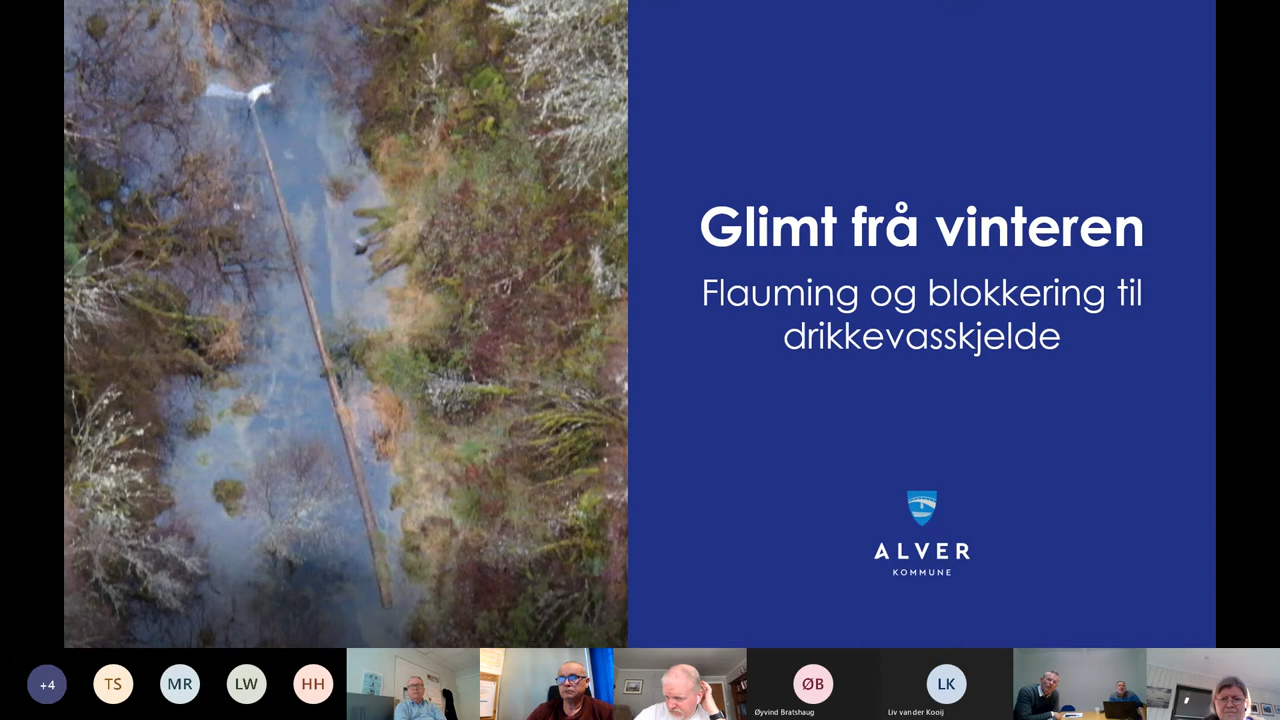 Glimt frå vinteren
Flauming og blokkering til
drikkevasskjelde
ALVER
KOMMUNE
+4
TS
MR
LW
HH
ØB
Øyvind Bratshaug
LK
Liv van der Kooij